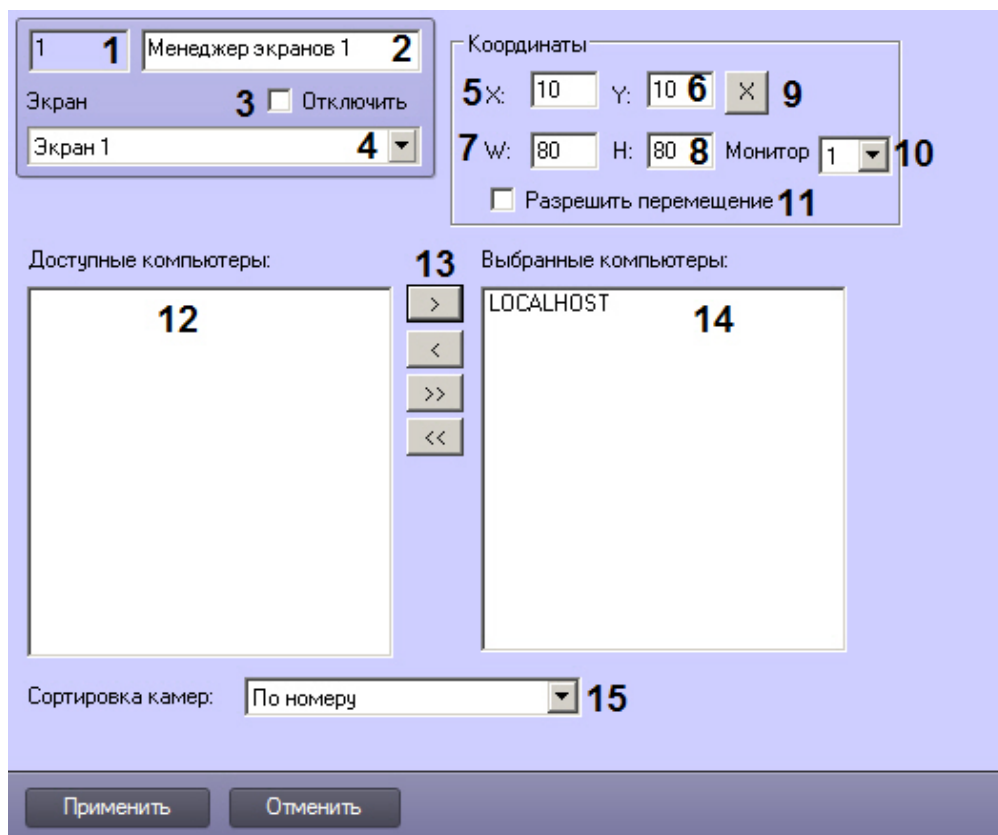 1 1 Менеджер экранов 1 2
Экран 3 Отключить
Экран 1 4
Координаты
5 X: 10 Y: 10 6 X 9
7 W: 80 H: 80 8 Монитор 1 10
Разрешить перемещение 11
Доступные компьютеры: 13 Выбранные компьютеры:
12 > LOCALHOST 14
<
>>
<<
Сортировка камер: По номеру 15
Применить Отменить